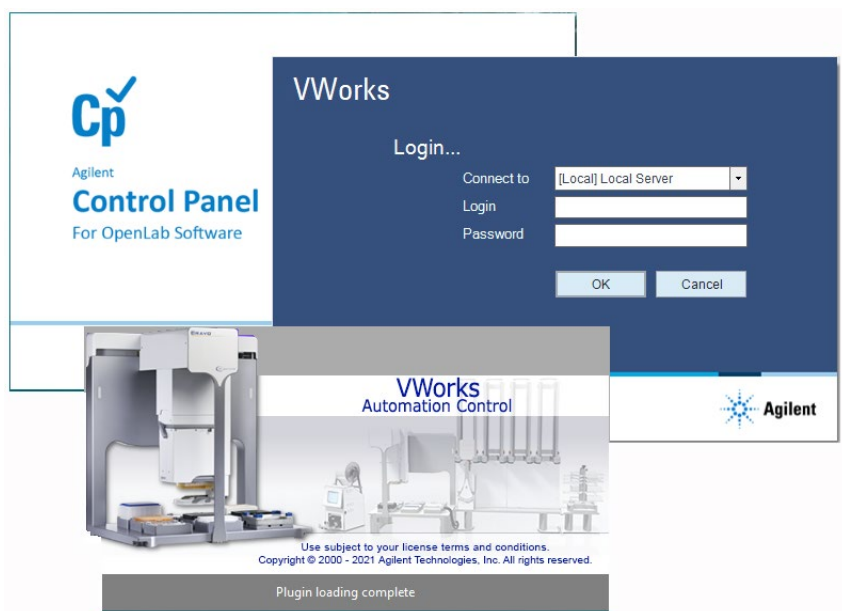 Cp
Agilent
Control Panel
For OpenLab Software
VWorks
Login...
Connect to [Local] Local Server
Login
Password
OK Cancel
Agilent
BRAVO
VWorks
Automation Control
Use subject to your license terms and conditions.
Copyright © 2000 - 2021 Agilent Technologies, Inc. All rights reserved.
Plugin loading complete